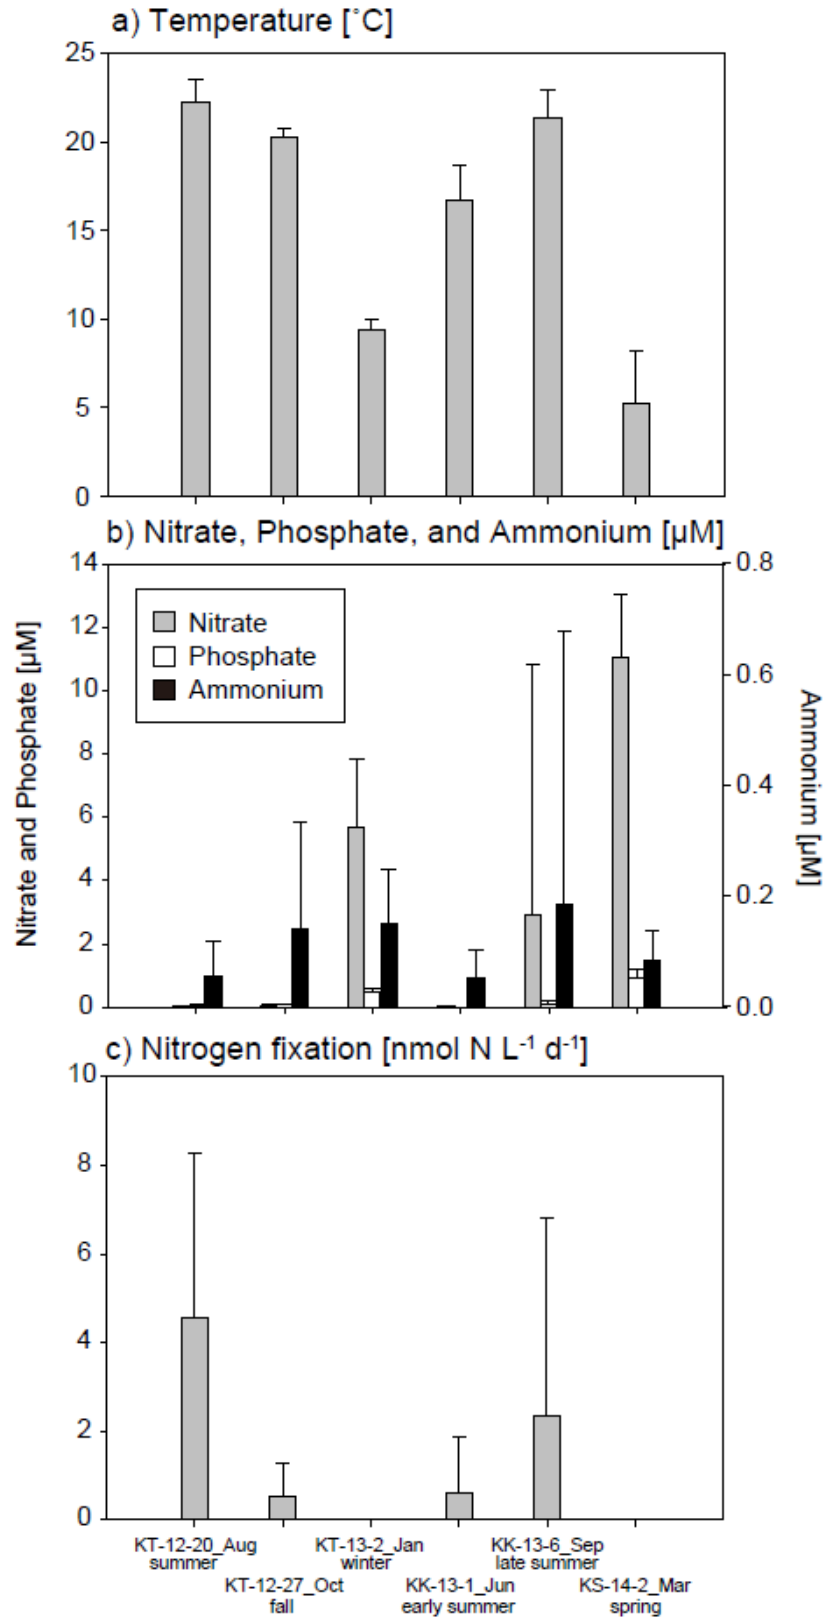 a) Temperature [˚C]
25
20
15
10
5
0
b) Nitrate, Phosphate, and Ammonium [µM]
Nitrate and Phosphate [µM]
14
12
10
8
6
4
2
0
Nitrate
Phosphate
Ammonium
0.8
0.6
0.4
0.2
0.0
Ammonium [µM]
c) Nitrogen fixation [nmol N L⁻¹ d⁻¹]
10
8
6
4
2
0
KT-12-20_Aug
summer
KT-12-27_Oct
fall
KT-13-2_Jan
winter
KK-13-1_Jun
early summer
KK-13-6_Sep
late summer
KS-14-2_Mar
spring